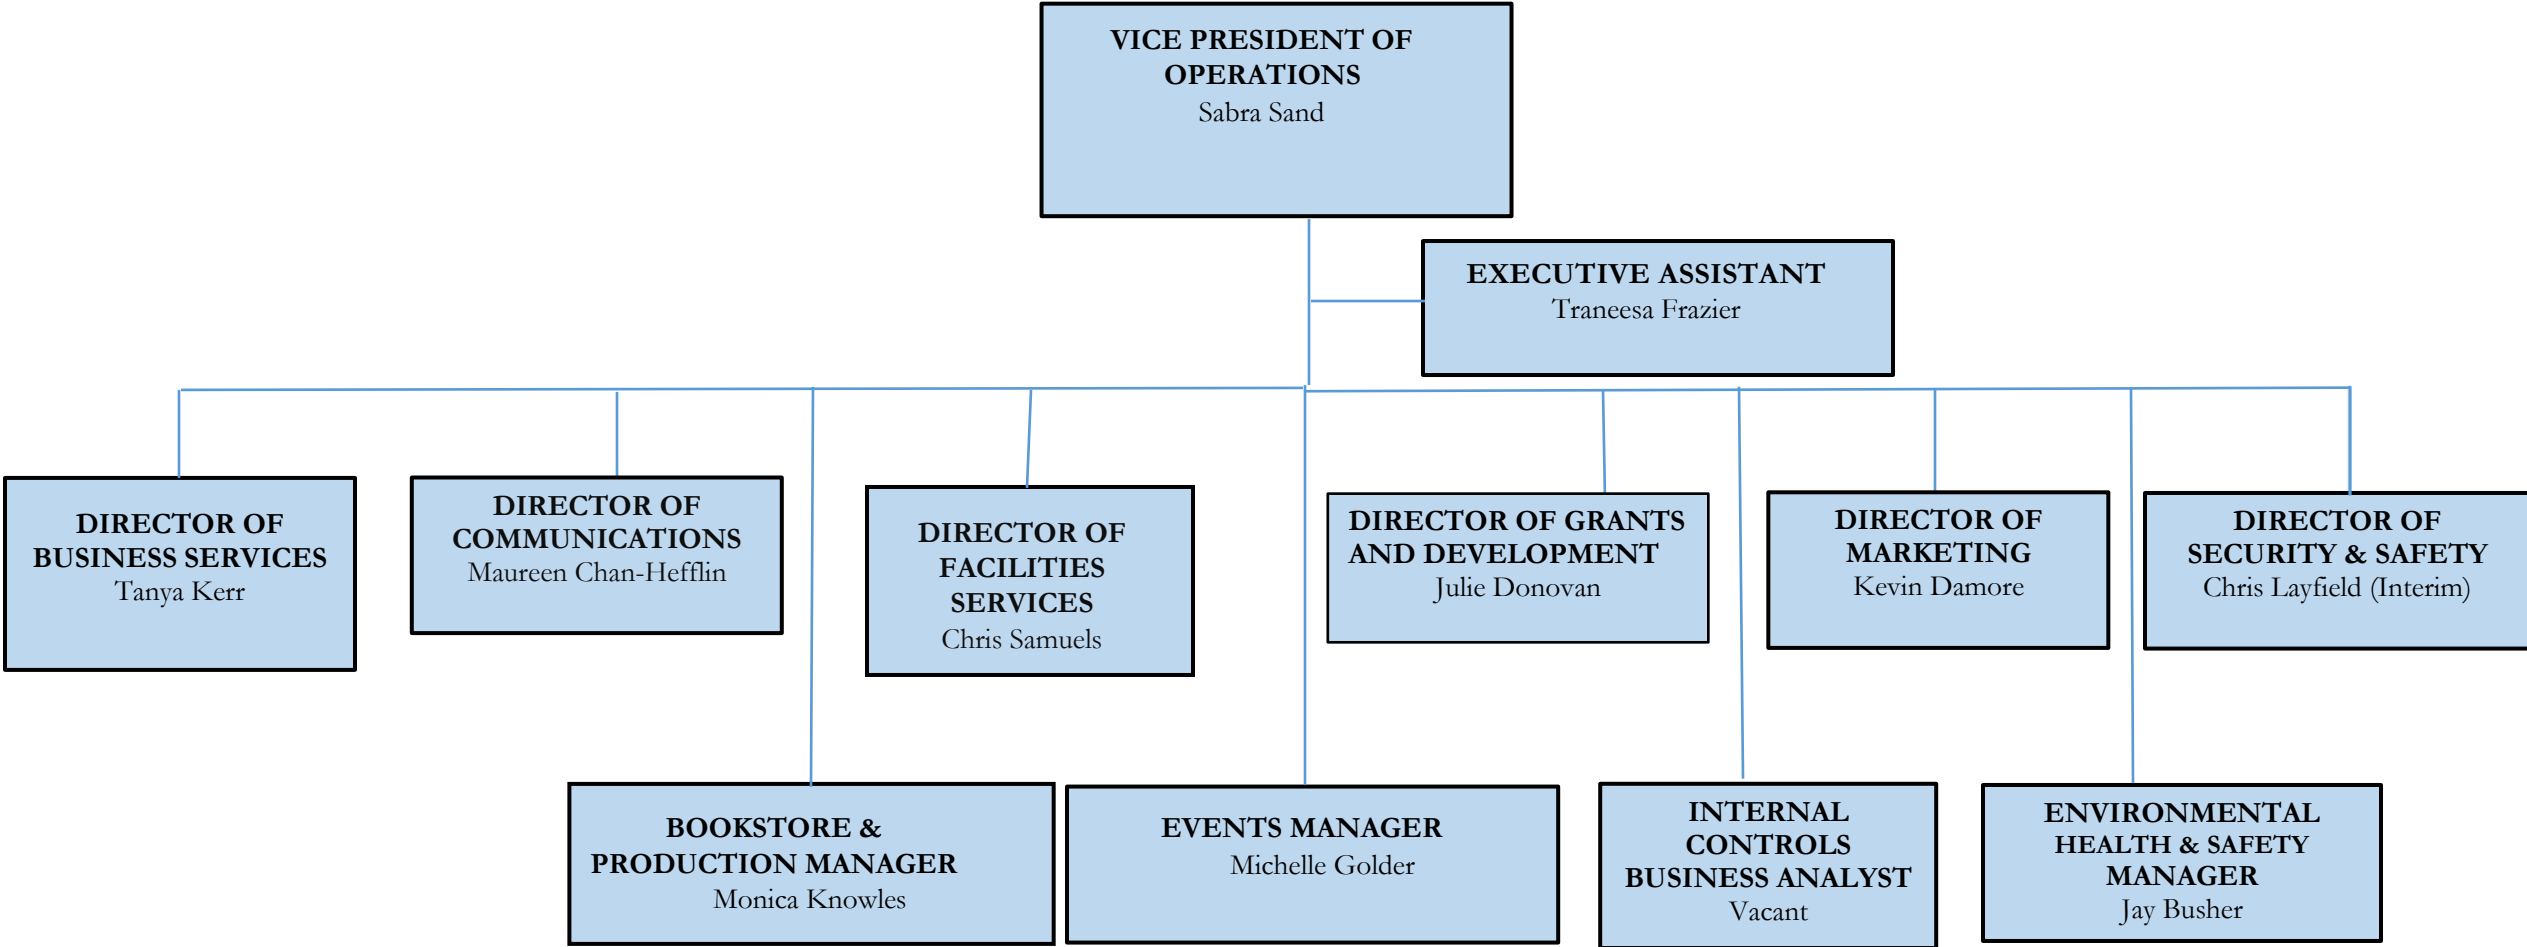 VICE PRESIDENT OF
OPERATIONS
Sabra Sand
EXECUTIVE ASSISTANT
Traneesa Frazier
DIRECTOR OF
BUSINESS SERVICES
Tanya Kerr
DIRECTOR OF
COMMUNICATIONS
Maureen Chan-Hefflin
DIRECTOR OF
FACILITIES
SERVICES
Chris Samuels
DIRECTOR OF GRANTS
AND DEVELOPMENT
Julie Donovan
DIRECTOR OF
MARKETING
Kevin Damore
DIRECTOR OF
SECURITY & SAFETY
Chris Layfield (Interim)
BOOKSTORE &
PRODUCTION MANAGER
Monica Knowles
EVENTS MANAGER
Michelle Golder
INTERNAL
CONTROLS
BUSINESS ANALYST
Vacant
ENVIRONMENTAL
HEALTH & SAFETY
MANAGER
Jay Busher